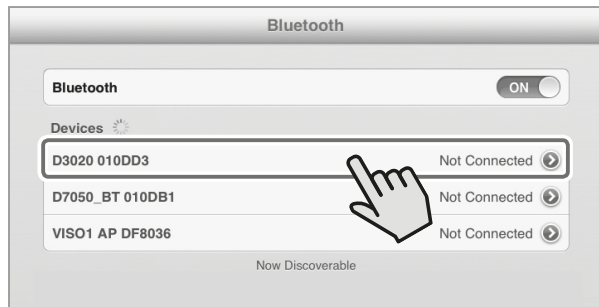 Bluetooth
Bluetooth ON
Devices
D3020 010DD3 Not Connected
D7050_BT 010DB1 Not Connected
VISO1 AP DF8036 Not Connected
Now Discoverable